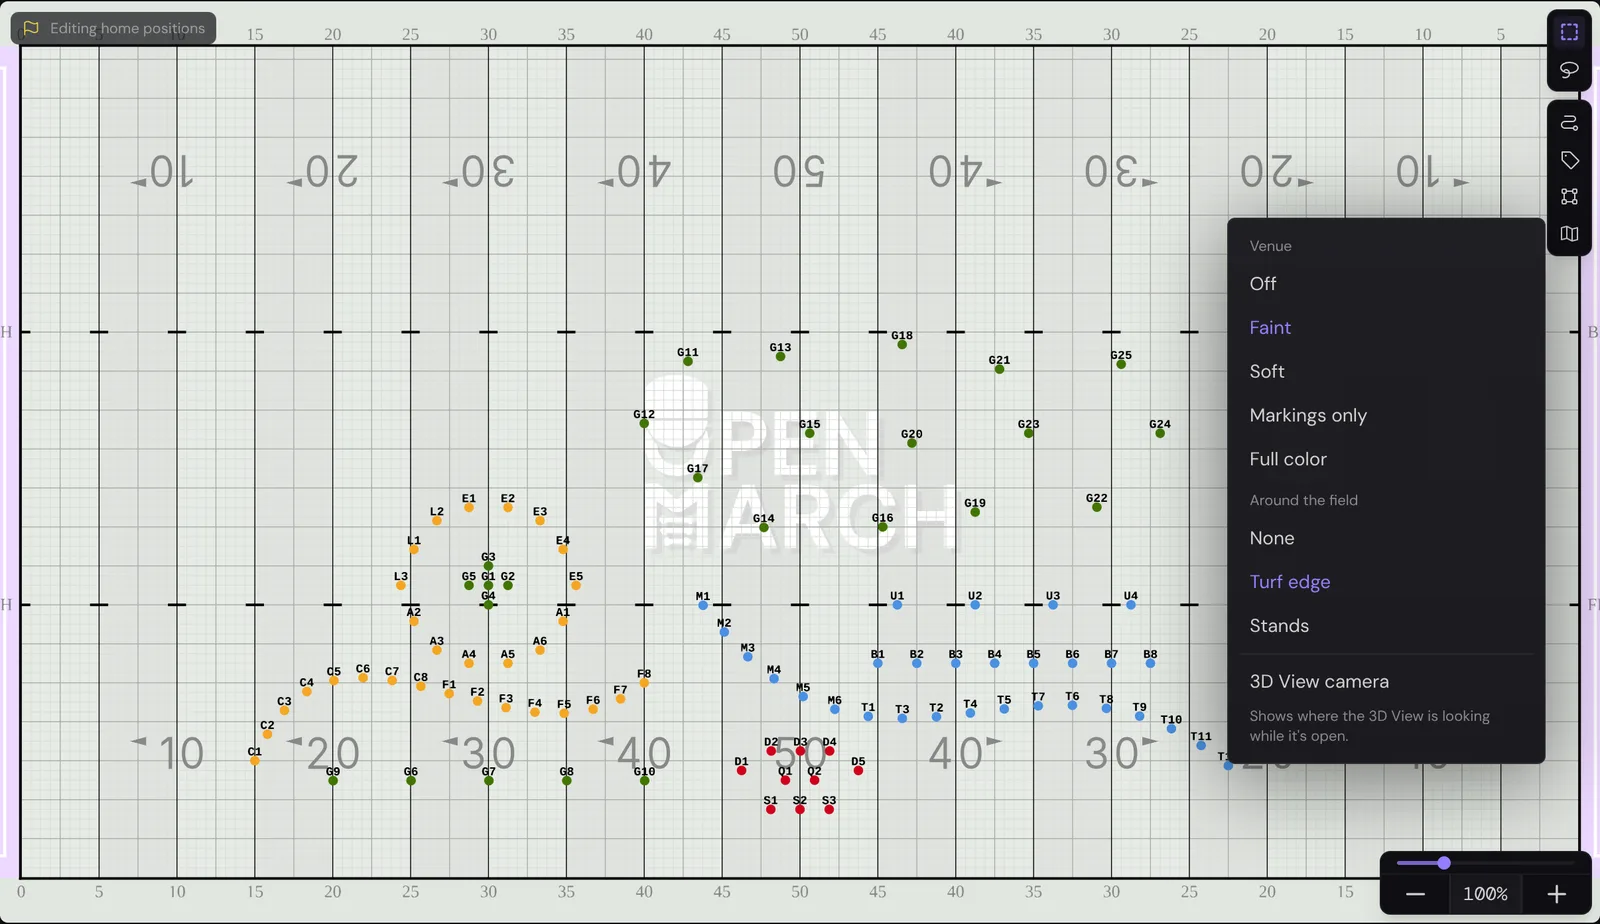 Editing home positions
15 20 25 30 35 40 45 50 45 40 35 30 25 20 15 10 5
10 20 30 40 50 40 30 20 10
H
B
G18
G13
G11
G21
G25
G12
G15
G20
G23
G24
OPEN
MARCH
G17
G14
G16
G19
G22
E1 E2
L2 E3
L1 E4
G3
L3 G5 G1 G2 E5
G4
H
M1 U1 U2 U3 U4
A2 A1
M2
A3 A6
M3
A4 A5
B1 B2 B3 B4 B5 B6 B7 B8
C5 C6 C7 C8 F8
M4
C4 F1 F2 F3 F4 F5 F6 F7
M5
C3
M6 T1 T3 T2 T4 T5 T7 T6 T8 T9
C2
T10
T11
C1
D2 D3 D4
D1 D5
10 20 30 40 50 40 30
G9 G6 G7 G8 G10
Q1 Q2
S1 S2 S3
Venue
Off
Faint
Soft
Markings only
Full color
Around the field
None
Turf edge
Stands
3D View camera
Shows where the 3D View is looking
while it's open.
0 5 10 15 20 25 30 35 40 45 50 45 40 35 30 25 20 15
100%